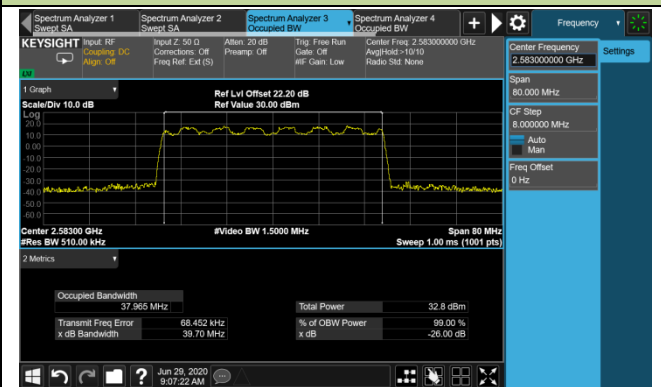 Spectrum Analyzer 1
Swept SA
Spectrum Analyzer 2
Swept SA
Spectrum Analyzer 3
Occupied BW
Spectrum Analyzer 4
Occupied BW
Frequency
KEYSIGHT
Input: RF
Coupling: DC
Align: Off
Input Z: 50 Ω
Corrections: Off
Freq Ref: Ext (S)
Atten: 20 dB
Preamp: Off
Trig: Free Run
Gate: Off
#IF Gain: Low
Center Freq: 2.583000000 GHz
Avg|Hold:>10/10
Radio Std: None
Center Frequency
2.583000000 GHz
Settings
Span
80.000 MHz
CF Step
8.000000 MHz
Auto
Man
Freq Offset
0 Hz
1 Graph
Scale/Div 10.0 dB
Ref Lvl Offset 22.20 dB
Ref Value 30.00 dBm
Log
20.0
10.0
0.00
-10.0
-20.0
-30.0
-40.0
-50.0
-60.0
Center 2.58300 GHz
#Res BW 510.00 kHz
#Video BW 1.5000 MHz
Span 80 MHz
Sweep 1.00 ms (1001 pts)
2 Metrics
Occupied Bandwidth
37.965 MHz
Total Power 32.8 dBm
Transmit Freq Error 68.452 kHz
% of OBW Power 99.00 %
x dB Bandwidth 39.70 MHz
x dB -26.00 dB
Jun 29, 2020
9:07:22 AM